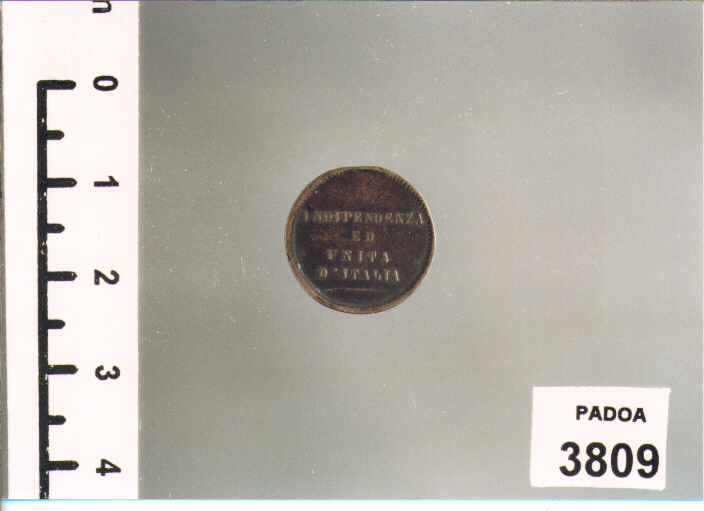 0
1
2
3
4
INDIPENDENZA
ED
UNITA
D'ITALIA
PADOA
3809